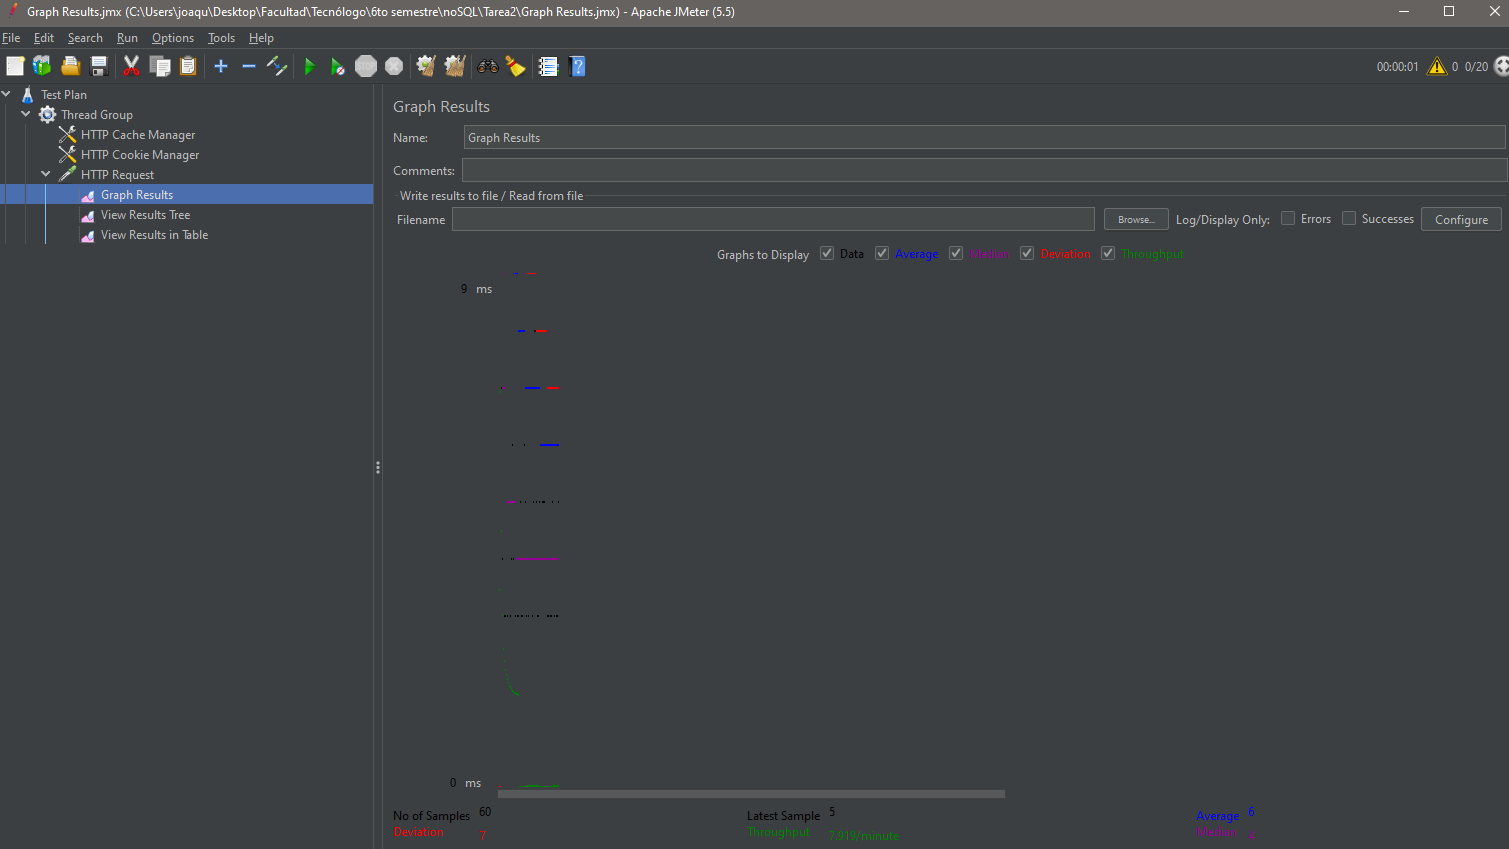 Graph Results.jmx (C:\Users\joaqu\Desktop\Facultad\Tecnólogo\6to semestre\noSQL\Tarea2\Graph Results.jmx) - Apache JMeter (5.5)
File Edit Search Run Options Tools Help
00:00:01 0 0/20
Test Plan
Thread Group
HTTP Cache Manager
HTTP Cookie Manager
HTTP Request
Graph Results
View Results Tree
View Results in Table
Graph Results
Name: Graph Results
Comments:
Write results to file / Read from file
Filename Browse... Log/Display Only: Errors Successes Configure
Graphs to Display Data Average Median Deviation Throughput
9 ms
0 ms
No of Samples 60 Latest Sample 5 Average 6
Deviation 7 Throughput 7.919/minute Median